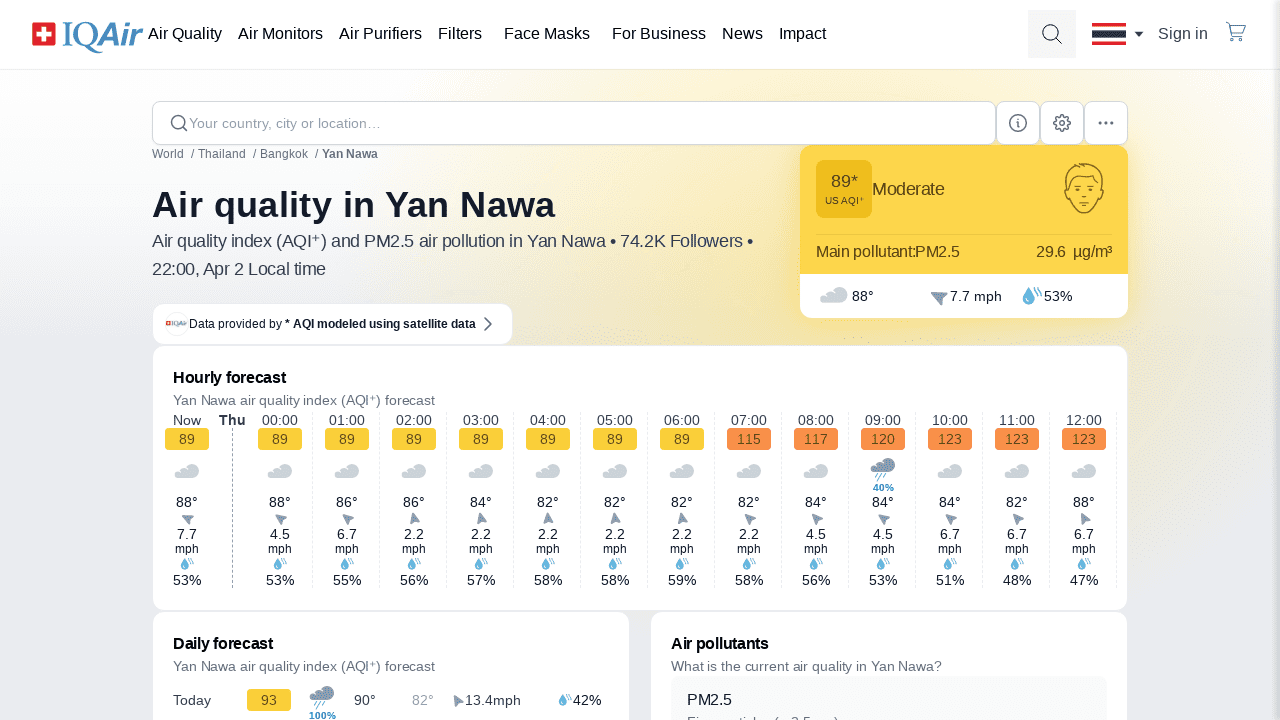 IQAir
Air Quality Air Monitors Air Purifiers Filters Face Masks For Business News Impact Sign in
Your country, city or location…
World / Thailand / Bangkok / Yan Nawa
Air quality in Yan Nawa
Air quality index (AQI⁺) and PM2.5 air pollution in Yan Nawa • 74.2K Followers •
22:00, Apr 2 Local time
89*
US AQI⁺
Moderate
Main pollutant:PM2.5 29.6 µg/m³
88° 7.7 mph 53%
Data provided by * AQI modeled using satellite data
Hourly forecast
Yan Nawa air quality index (AQI⁺) forecast
Now Thu 00:00 01:00 02:00 03:00 04:00 05:00 06:00 07:00 08:00 09:00 10:00 11:00 12:00
89 89 89 89 89 89 89 89 115 117 120 123 123 123
40%
88° 88° 86° 86° 84° 82° 82° 82° 82° 84° 84° 84° 82° 88°
7.7 4.5 6.7 2.2 2.2 2.2 2.2 2.2 2.2 4.5 4.5 6.7 6.7 6.7
mph mph mph mph mph mph mph mph mph mph mph mph mph mph
53% 53% 55% 56% 57% 58% 58% 59% 58% 56% 53% 51% 48% 47%
Daily forecast
Yan Nawa air quality index (AQI⁺) forecast
Today 93 100% 90° 82° 13.4mph 42%
Air pollutants
What is the current air quality in Yan Nawa?
PM2.5